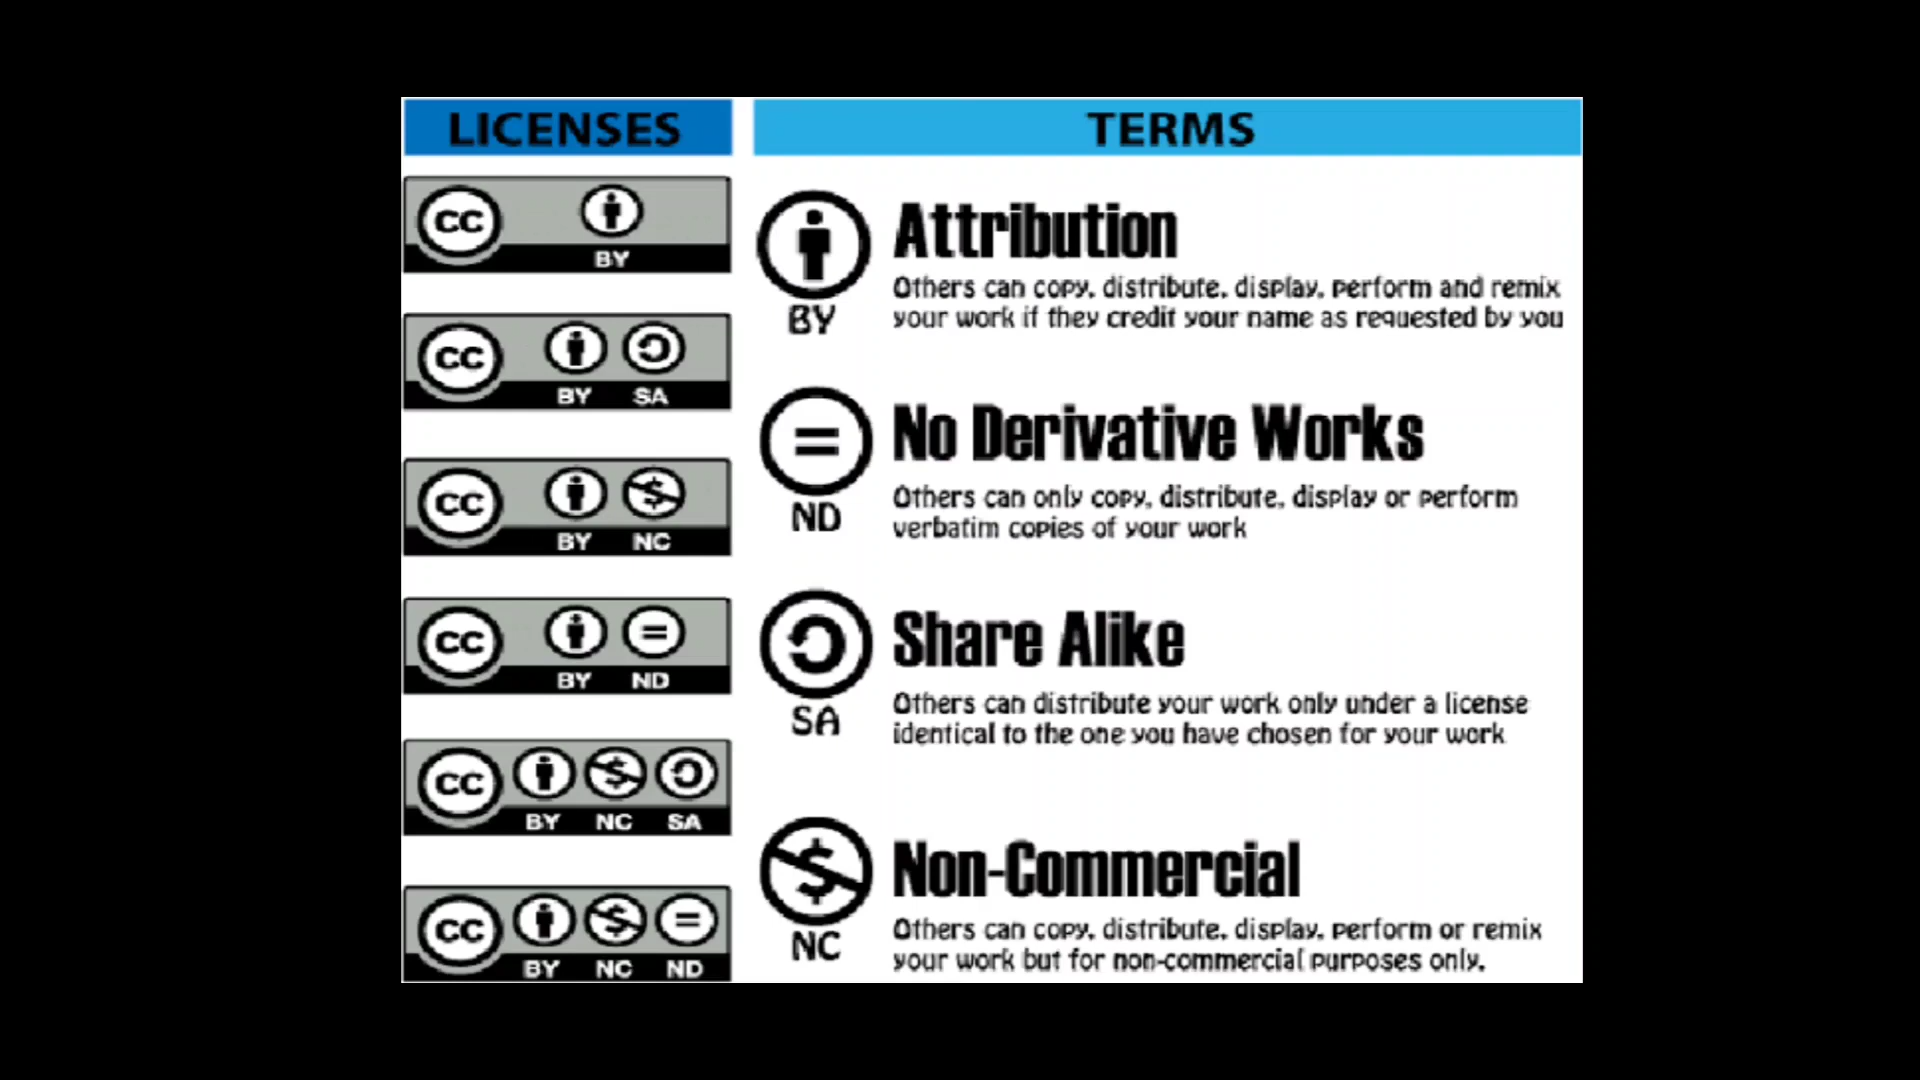 LICENSES
cc
BY
cc
BY SA
cc
BY NC
cc
BY ND
cc
BY NC SA
cc
BY NC ND
TERMS
Attribution
BY
Others can copy, distribute, display, perform and remix
your work if they credit your name as requested by you
No Derivative Works
ND
Others can only copy, distribute, display or perform
verbatim copies of your work
Share Alike
SA
Others can distribute your work only under a license
identical to the one you have chosen for your work
Non-Commercial
NC
Others can copy, distribute, display, perform or remix
your work but for non-commercial purposes only.